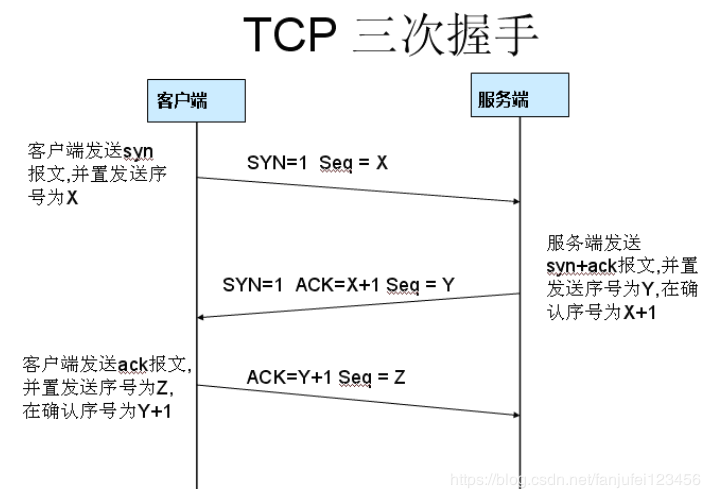 TCP 三次握手
客户端
服务端
客户端发送syn
报文,并置发送序
号为X
SYN=1 Seq = X
服务端发送
syn+ack报文,并置
发送序号为Y,在确
认序号为X+1
SYN=1 ACK=X+1 Seq = Y
客户端发送ack报文,
并置发送序号为Z,
在确认序号为Y+1
ACK=Y+1 Seq = Z
https://blog.csdn.net/fanjufei123456